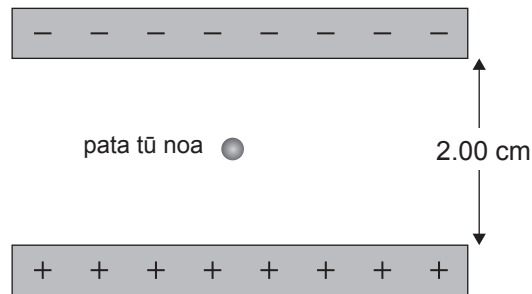 − − − − − − − −
pata tū noa
2.00 cm
+ + + + + + + +